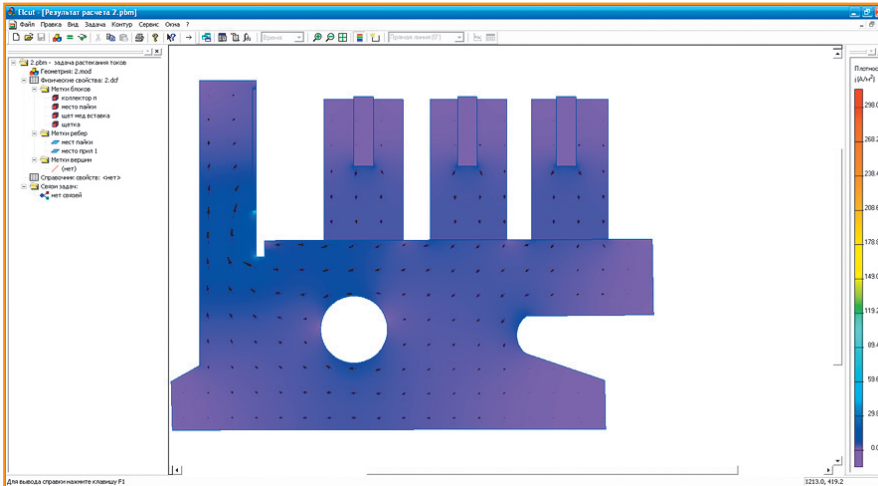 Elcut - [Результат расчета 2.pbm]
Файл Правка Вид Задача Контур Сервис Окна ?
Время
Прямая линия (0°)
2.pbm - задача растекания токов
Геометрия: 2.mod
Физические свойства: 2.dcf
Метки блоков
коллектор п
место пайки
щет мед вставка
щетка
Метки ребер
мест пайки
место прил 1
Метки вершин
(нет)
Справочник свойств: <нет>
Связи задач:
нет связей
Плотнос
j(A/м²)
298.0
268.2
238.4
208.6
178.8
149.0
119.2
89.4
59.6
29.8
0.0
Для вывода справки нажмите клавишу F1
1213.0, 419.2